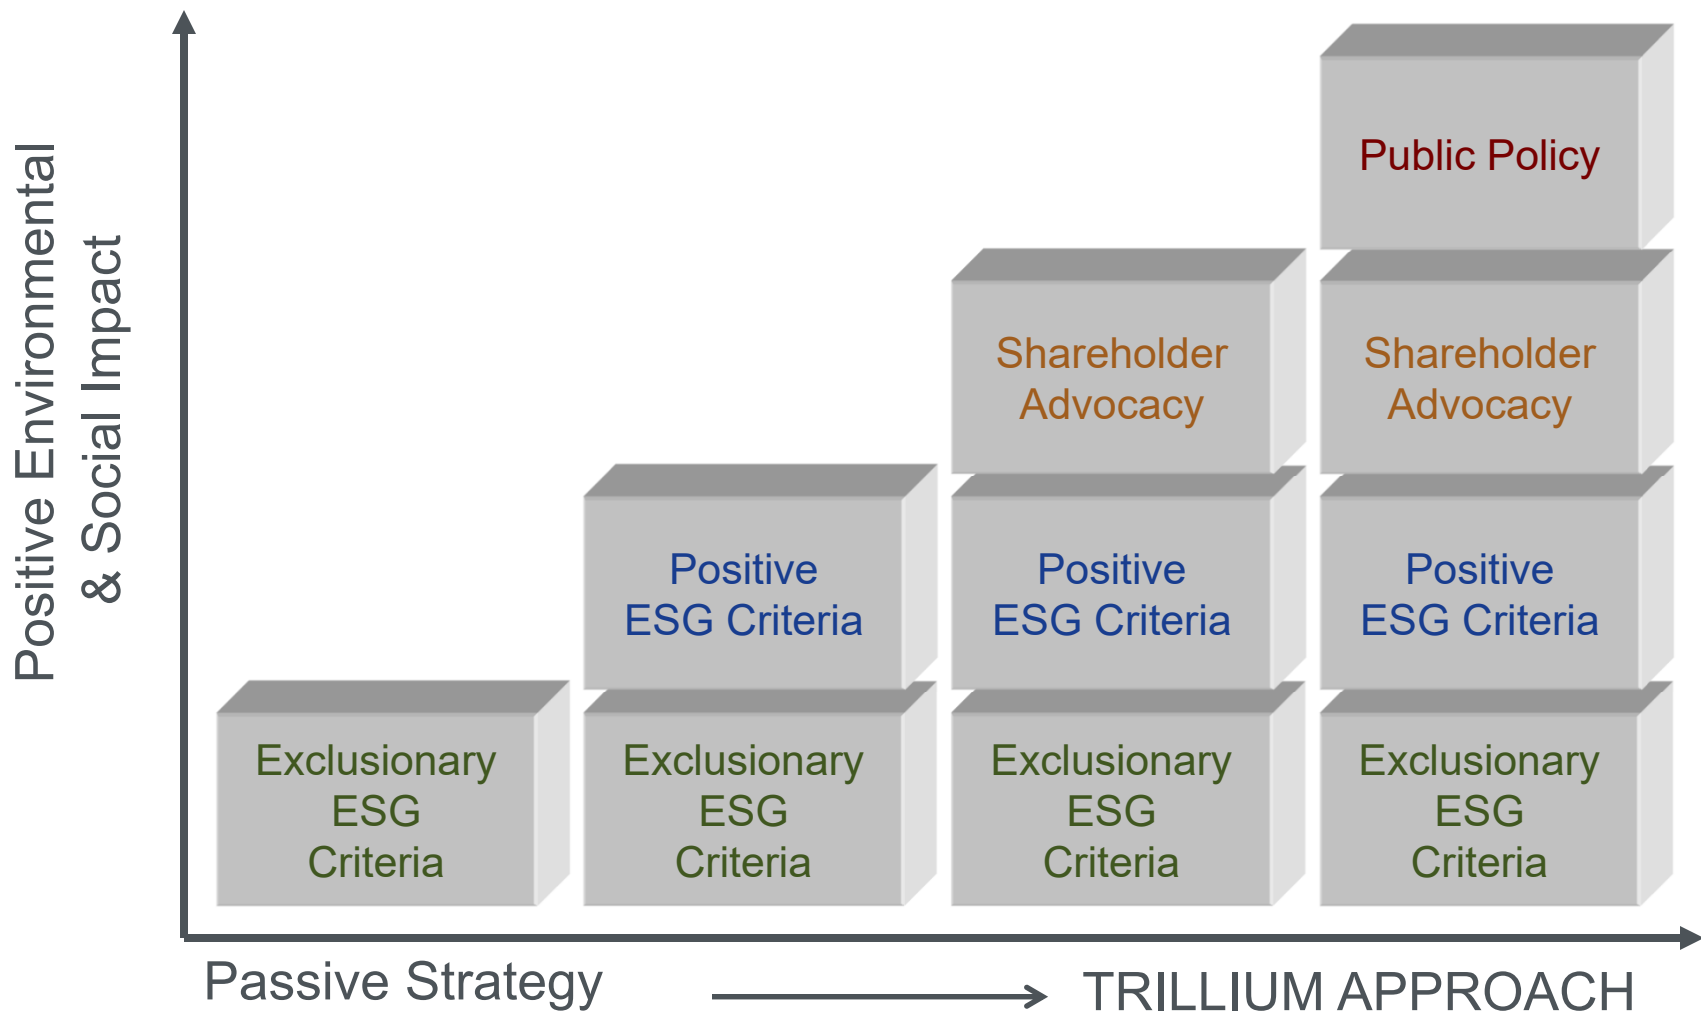 Positive Environmental
& Social Impact
Public Policy
Shareholder
Advocacy
Shareholder
Advocacy
Positive
ESG Criteria
Positive
ESG Criteria
Positive
ESG Criteria
Exclusionary
ESG
Criteria
Exclusionary
ESG
Criteria
Exclusionary
ESG
Criteria
Exclusionary
ESG
Criteria
Passive Strategy
TRILLIUM APPROACH